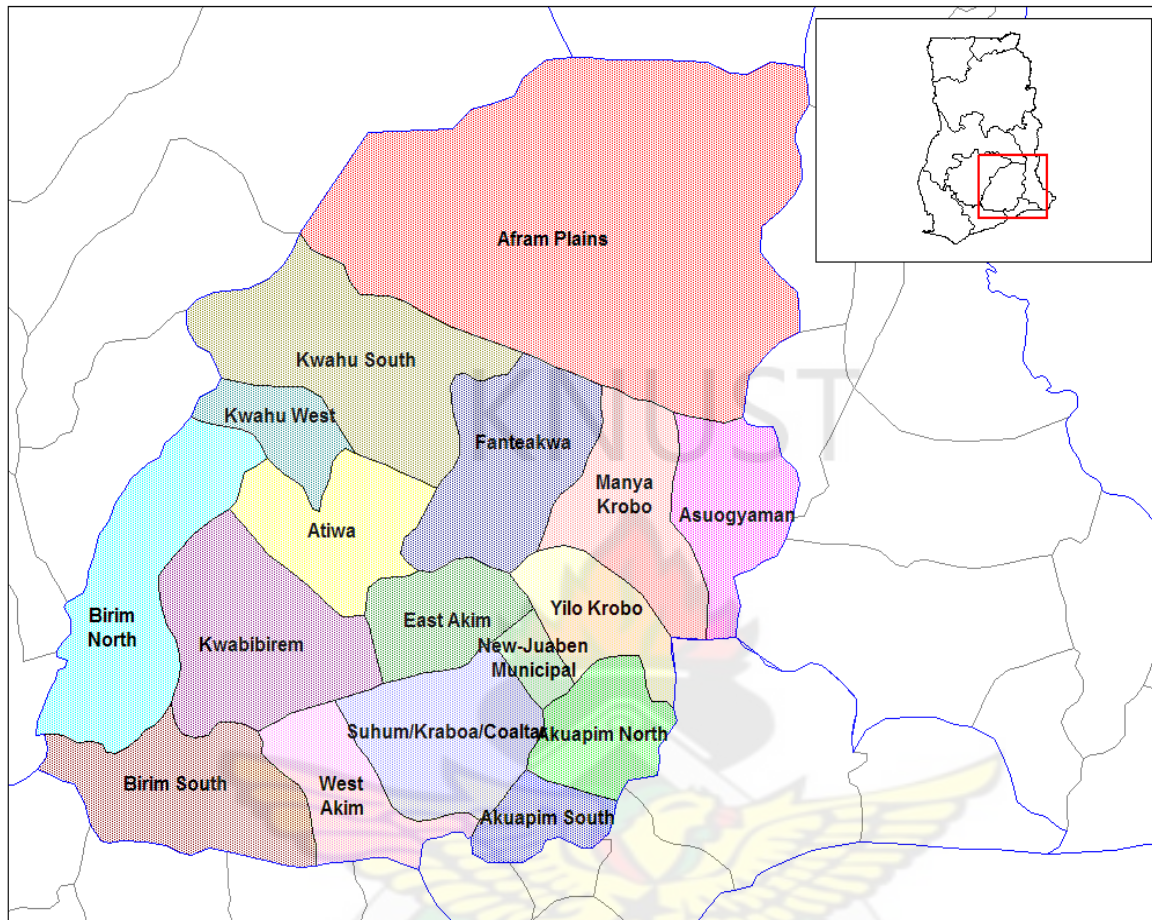 Afram Plains
Kwahu South
KNUST
Kwahu West
Fanteakwa
Manya
Krobo
Asuogyaman
Atiwa
Birim
North
Kwabibirem
East Akim
Yilo Krobo
New-Juaben
Municipal
Suhum/Kraboa/Coaltar
Akuapim North
Birim South
West
Akim
Akuapim South